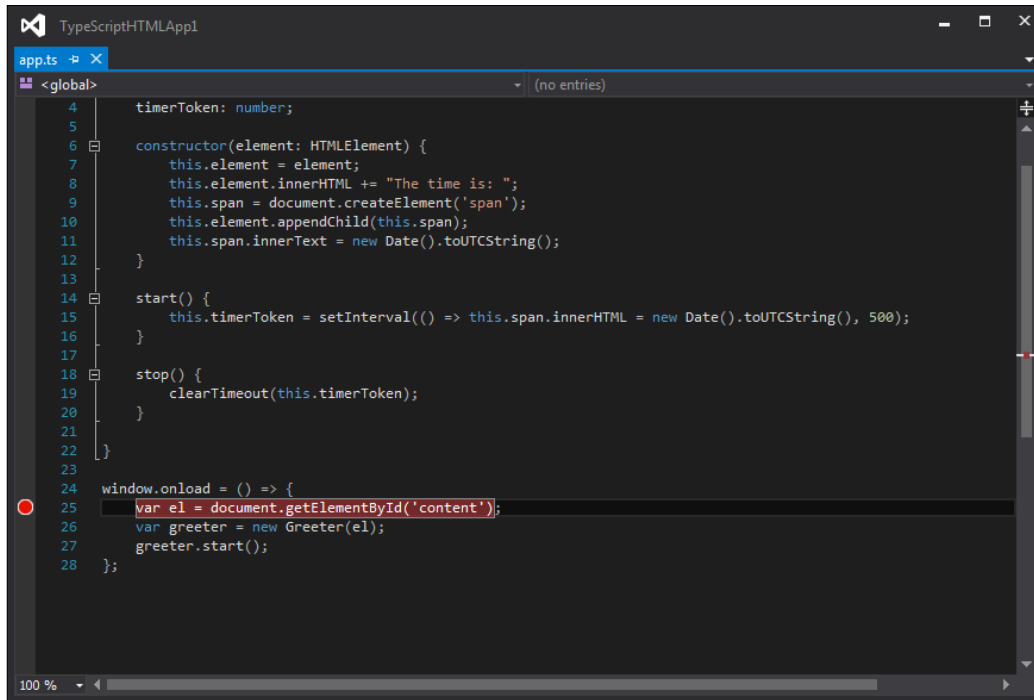 TypeScriptHTMLApp1
app.ts
<global> (no entries)
4 timerToken: number;
5
6 constructor(element: HTMLElement) {
7 this.element = element;
8 this.element.innerHTML += "The time is: ";
9 this.span = document.createElement('span');
10 this.element.appendChild(this.span);
11 this.span.innerText = new Date().toUTCString();
12 }
13
14 start() {
15 this.timerToken = setInterval(() => this.span.innerHTML = new Date().toUTCString(), 500);
16 }
17
18 stop() {
19 clearTimeout(this.timerToken);
20 }
21
22 }
23
24 window.onload = () => {
25 var el = document.getElementById('content');
26 var greeter = new Greeter(el);
27 greeter.start();
28 };
100 %